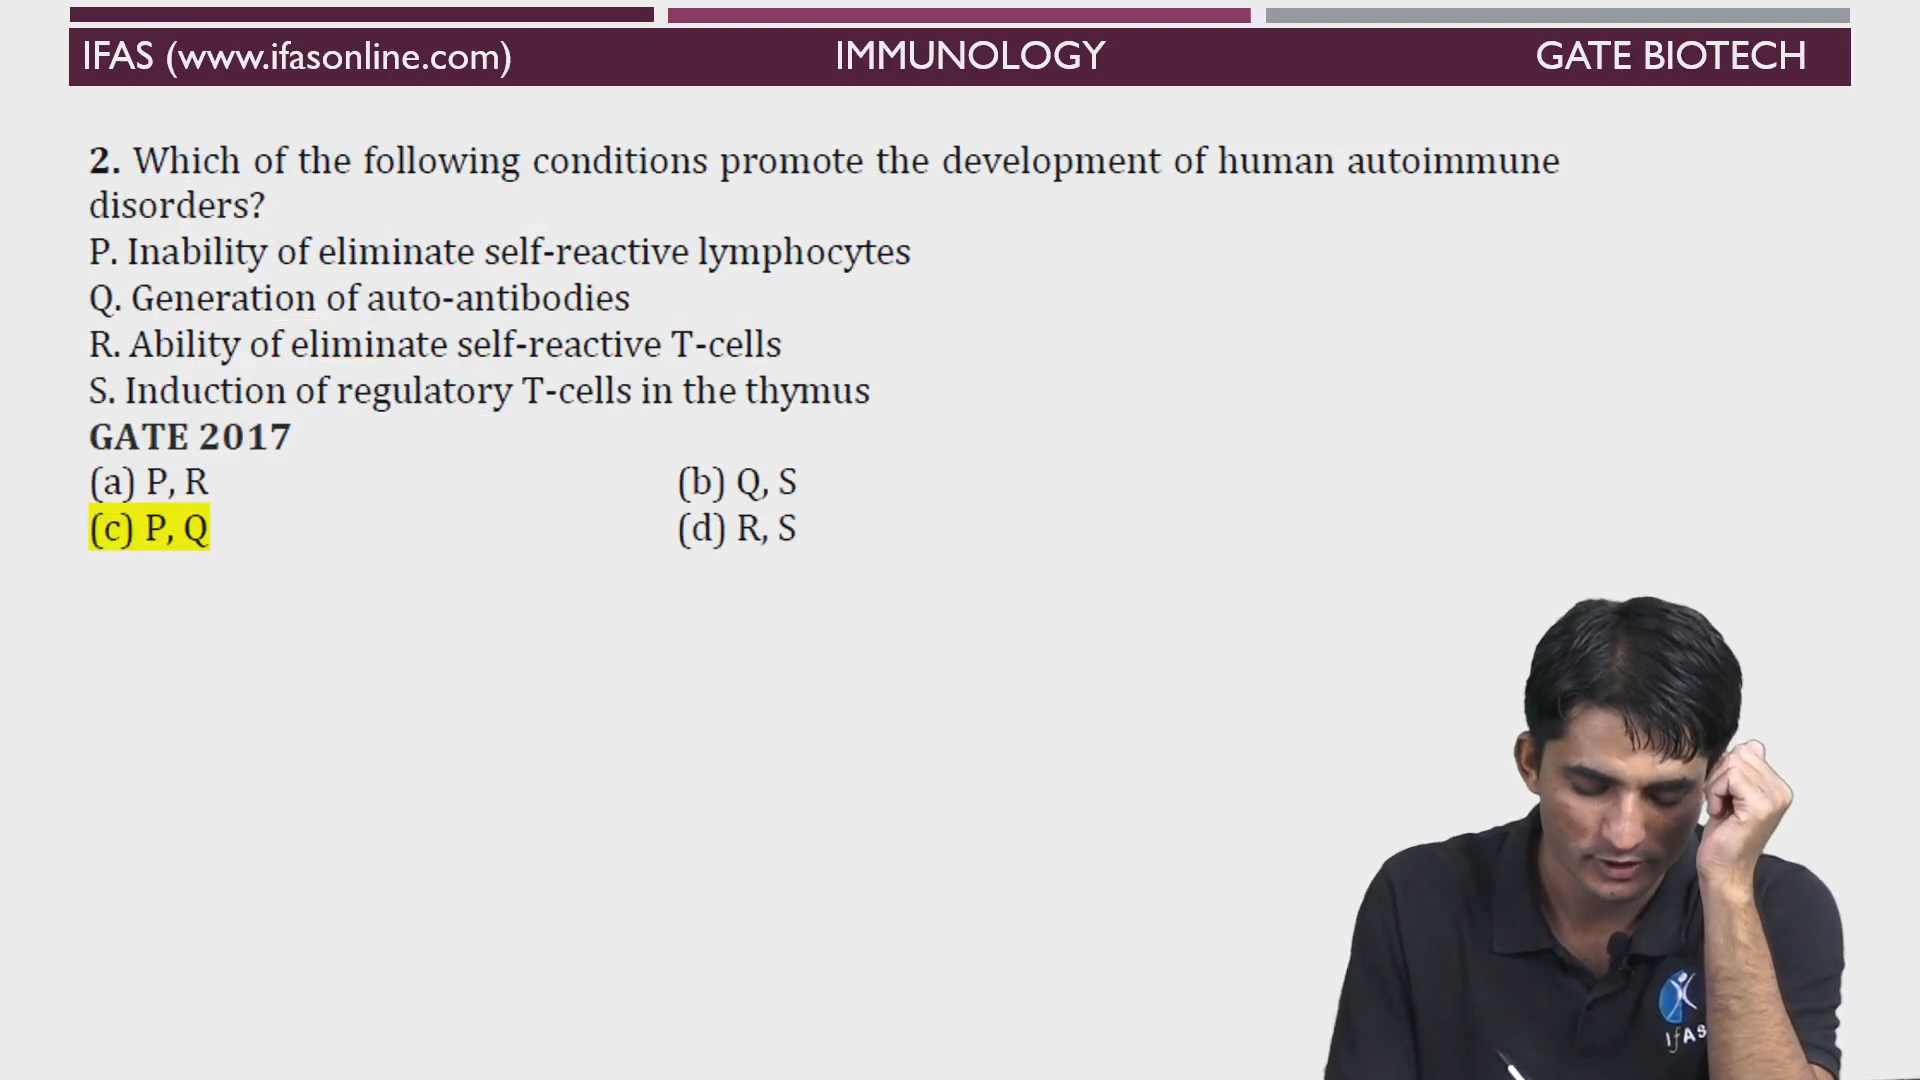 IFAS (www.ifasonline.com) IMMUNOLOGY GATE BIOTECH
2. Which of the following conditions promote the development of human autoimmune
disorders?
P. Inability of eliminate self-reactive lymphocytes
Q. Generation of auto-antibodies
R. Ability of eliminate self-reactive T-cells
S. Induction of regulatory T-cells in the thymus
GATE 2017
(a) P, R (b) Q, S
(c) P, Q (d) R, S
IfAS